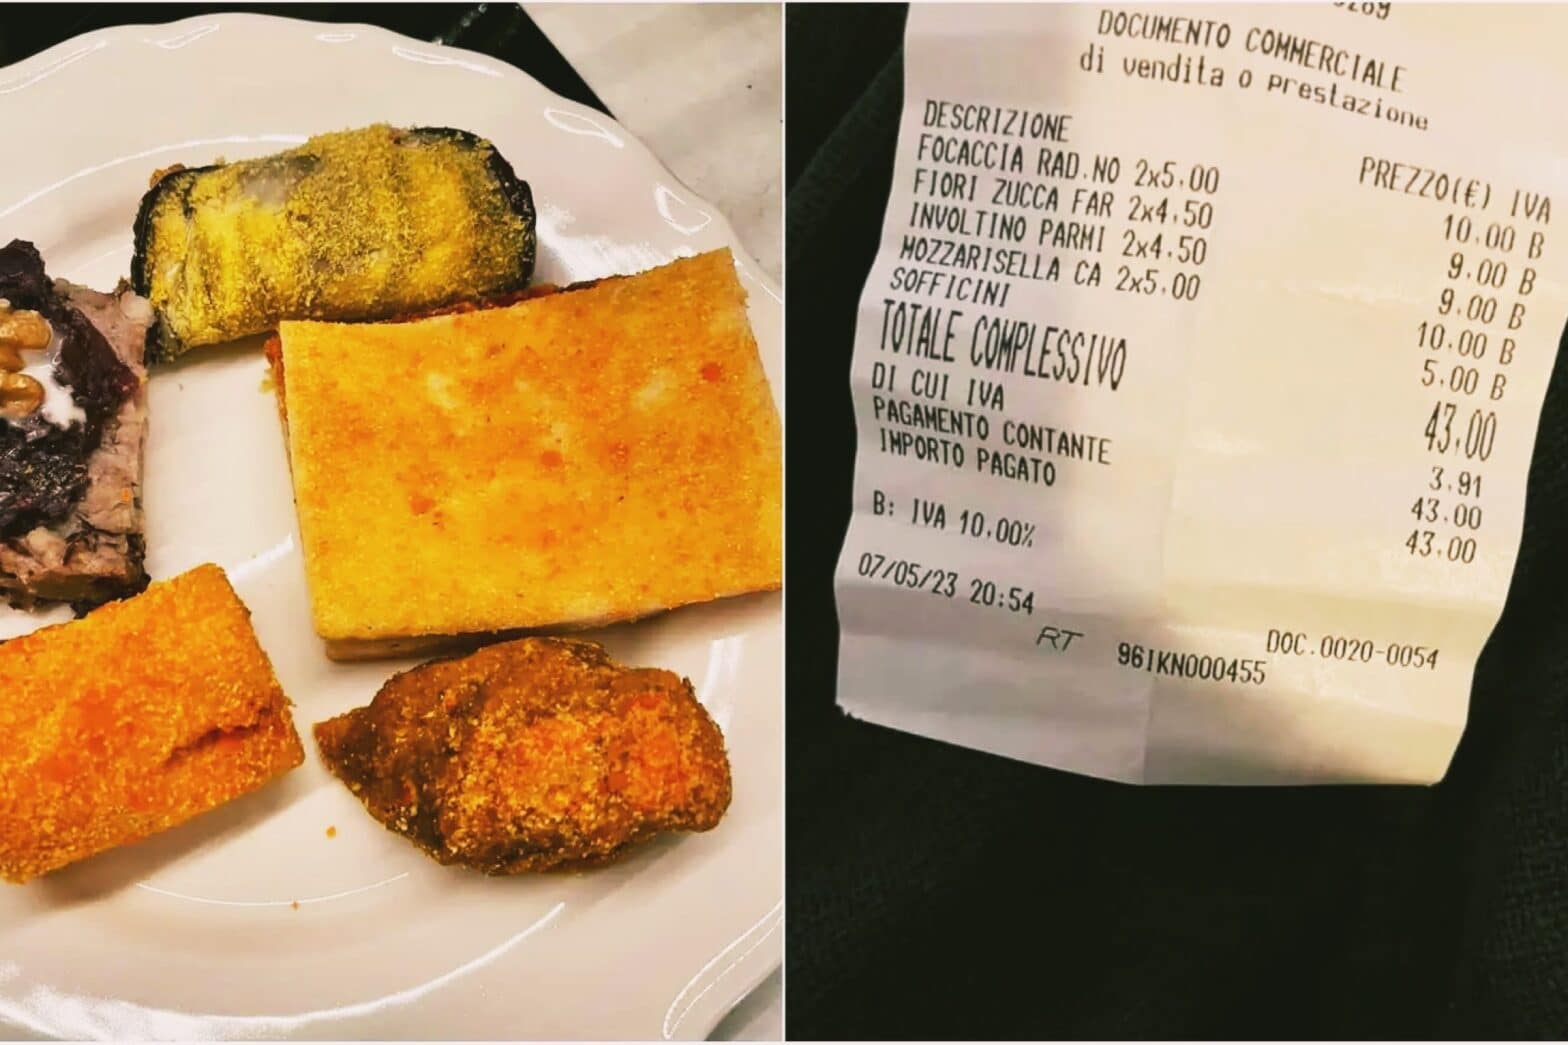 DOCUMENTO COMMERCIALE
di vendita o prestazione
DESCRIZIONE PREZZO(€) IVA
FOCACCIA RAD.NO 2x5.00 10.00 B
FIORI ZUCCA FAR 2x4.50 9.00 B
INVOLTINO PARMI 2x4.50 9.00 B
MOZZARISELLA CA 2x5.00 10.00 B
SOFFICINI 5.00 B
TOTALE COMPLESSIVO 43,00
DI CUI IVA 3.91
PAGAMENTO CONTANTE 43.00
IMPORTO PAGATO 43.00
B: IVA 10.00%
07/05/23 20:54 DOC.0020-0054
RT 96IKN000455